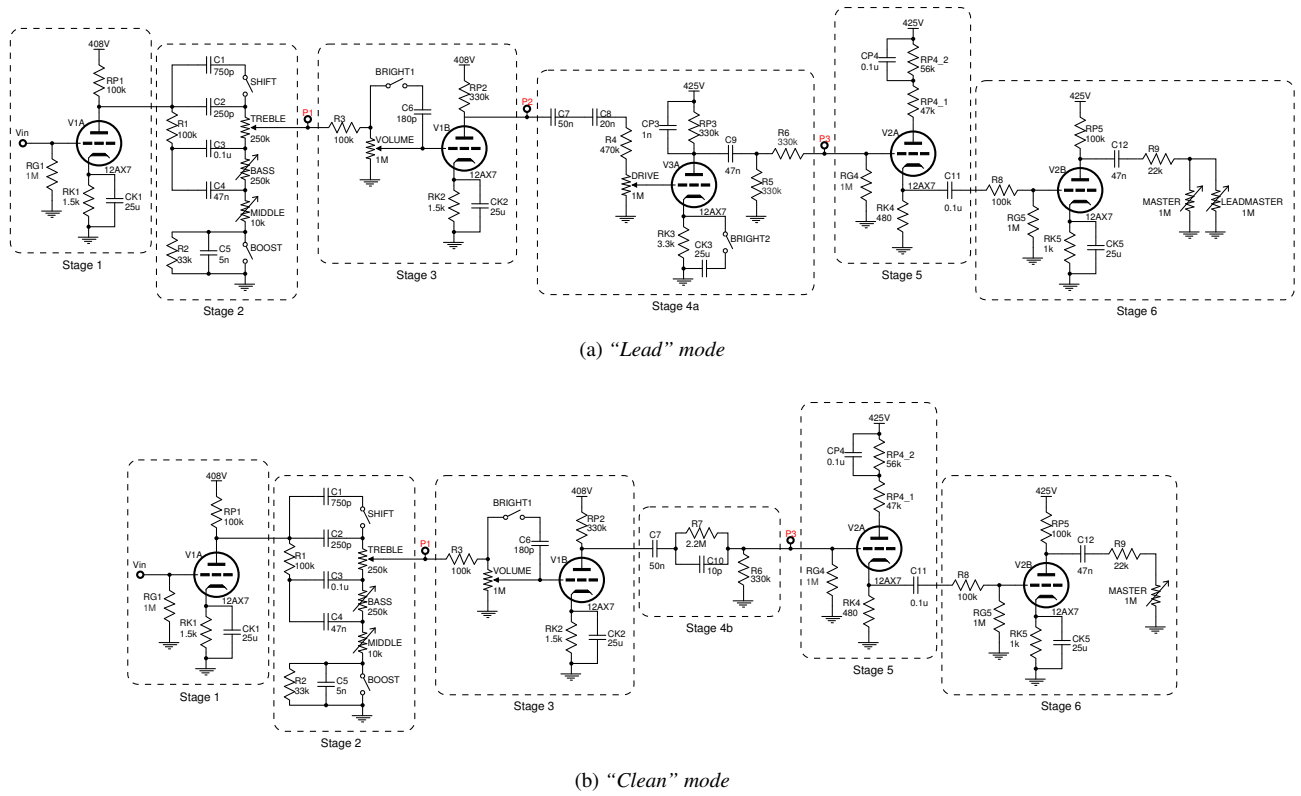 408V
RP1
100k
V1A
Vin
RG1
1M
12AX7
RK1
1.5k
CK1
25u
Stage 1
C1
750p
SHIFT
C2
250p
R1
100k
TREBLE
250k
C3
0.1u
BASS
250k
C4
47n
MIDDLE
10k
R2
33k
C5
5n
BOOST
Stage 2
P1
R3
100k
BRIGHT1
C6
180p
VOLUME
1M
408V
RP2
330k
V1B
12AX7
RK2
1.5k
CK2
25u
Stage 3
P2
C7
50n
C8
20n
R4
470k
DRIVE
1M
425V
CP3
1n
RP3
330k
V3A
12AX7
RK3
3.3k
CK3
25u
BRIGHT2
C9
47n
R5
330k
R6
330k
P3
Stage 4a
425V
CP4
0.1u
RP4_2
56k
RP4_1
47k
V2A
RG4
1M
12AX7
RK4
480
C11
0.1u
Stage 5
R8
100k
RG5
1M
425V
RP5
100k
V2B
12AX7
RK5
1k
CK5
25u
C12
47n
R9
22k
MASTER
1M
LEADMASTER
1M
Stage 6
(a) "Lead" mode
408V
RP1
100k
V1A
Vin
RG1
1M
12AX7
RK1
1.5k
CK1
25u
Stage 1
C1
750p
SHIFT
C2
250p
R1
100k
TREBLE
250k
C3
0.1u
BASS
250k
C4
47n
MIDDLE
10k
R2
33k
C5
5n
BOOST
Stage 2
P1
R3
100k
BRIGHT1
C6
180p
VOLUME
1M
408V
RP2
330k
V1B
12AX7
RK2
1.5k
CK2
25u
Stage 3
C7
50n
R7
2.2M
C10
10p
R6
330k
P3
Stage 4b
425V
CP4
0.1u
RP4_2
56k
RP4_1
47k
V2A
RG4
1M
12AX7
RK4
480
C11
0.1u
Stage 5
R8
100k
RG5
1M
425V
RP5
100k
V2B
12AX7
RK5
1k
CK5
25u
C12
47n
R9
22k
MASTER
1M
Stage 6
(b) "Clean" mode